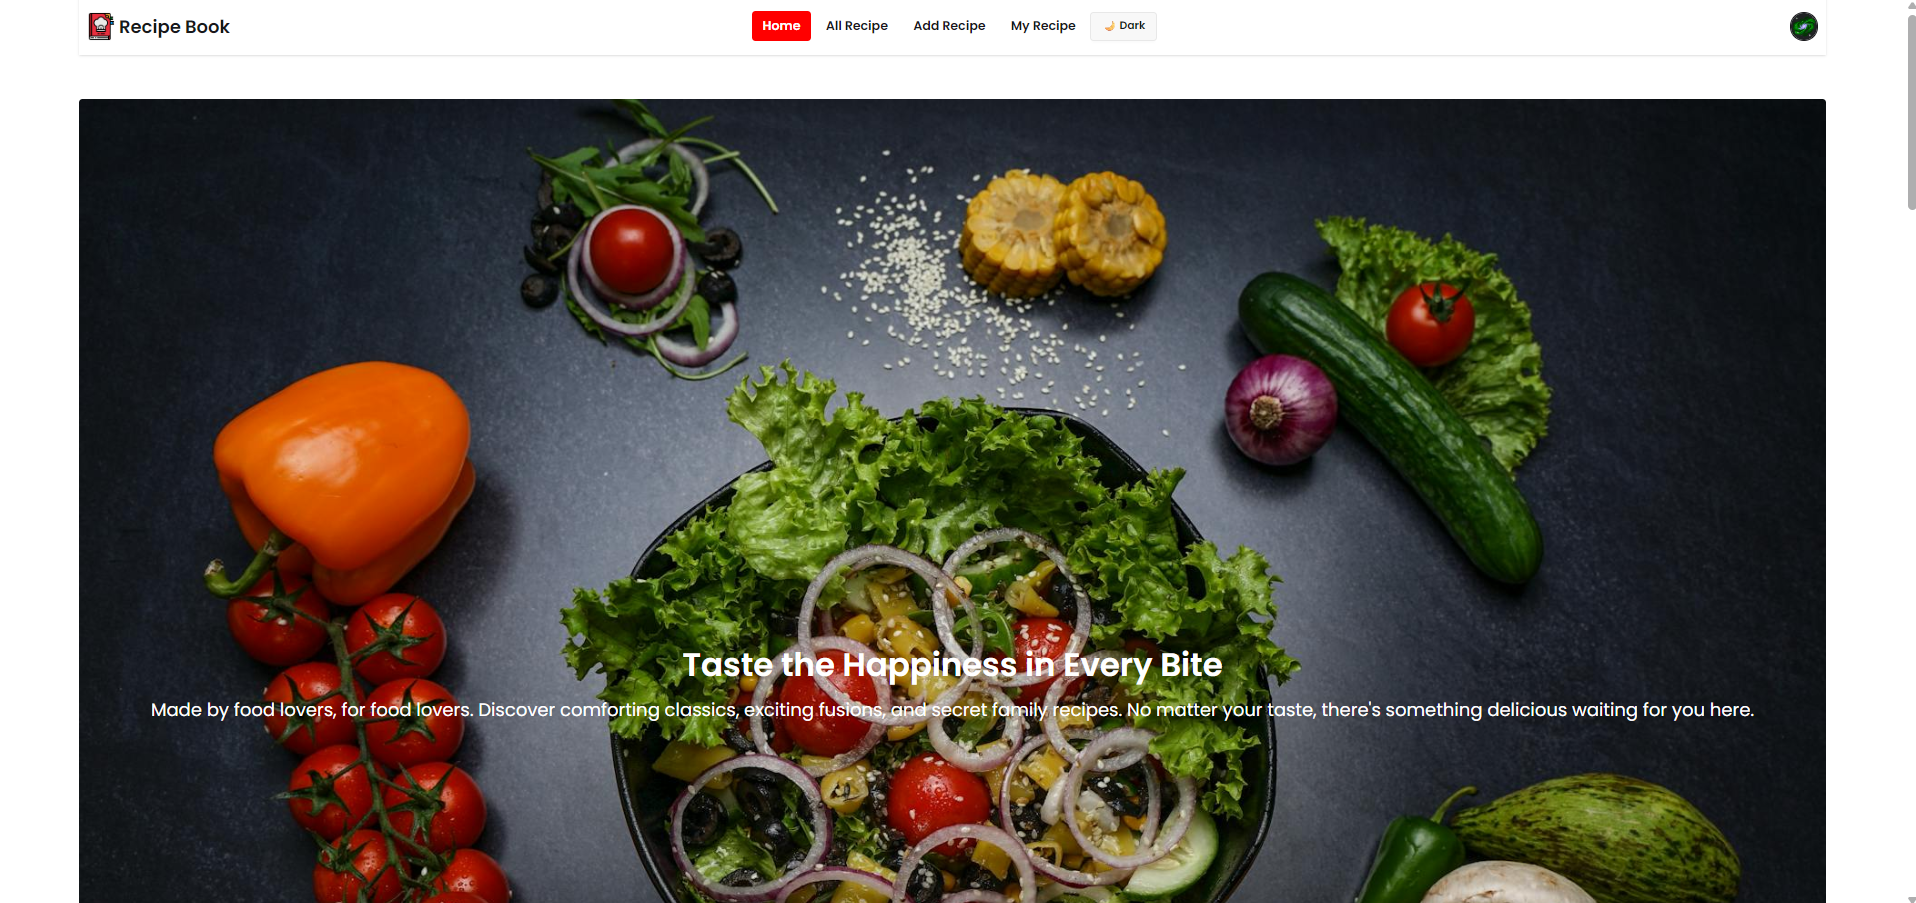 Recipe Book
Home
All Recipe
Add Recipe
My Recipe
🌙 Dark
Taste the Happiness in Every Bite
Made by food lovers, for food lovers. Discover comforting classics, exciting fusions, and secret family recipes. No matter your taste, there's something delicious waiting for you here.